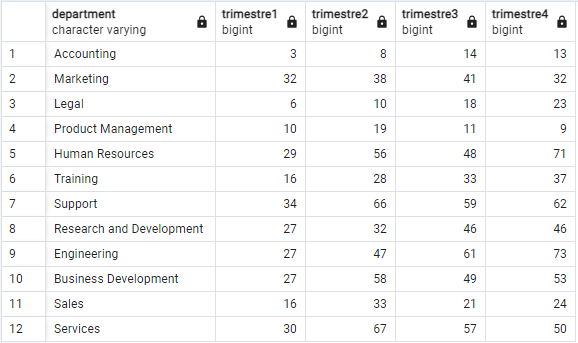 department trimestre1 trimestre2 trimestre3 trimestre4
character varying bigint bigint bigint bigint
1 Accounting 3 8 14 13
2 Marketing 32 38 41 32
3 Legal 6 10 18 23
4 Product Management 10 19 11 9
5 Human Resources 29 56 48 71
6 Training 16 28 33 37
7 Support 34 66 59 62
8 Research and Development 27 32 46 46
9 Engineering 27 47 61 73
10 Business Development 27 58 49 53
11 Sales 16 33 21 24
12 Services 30 67 57 50